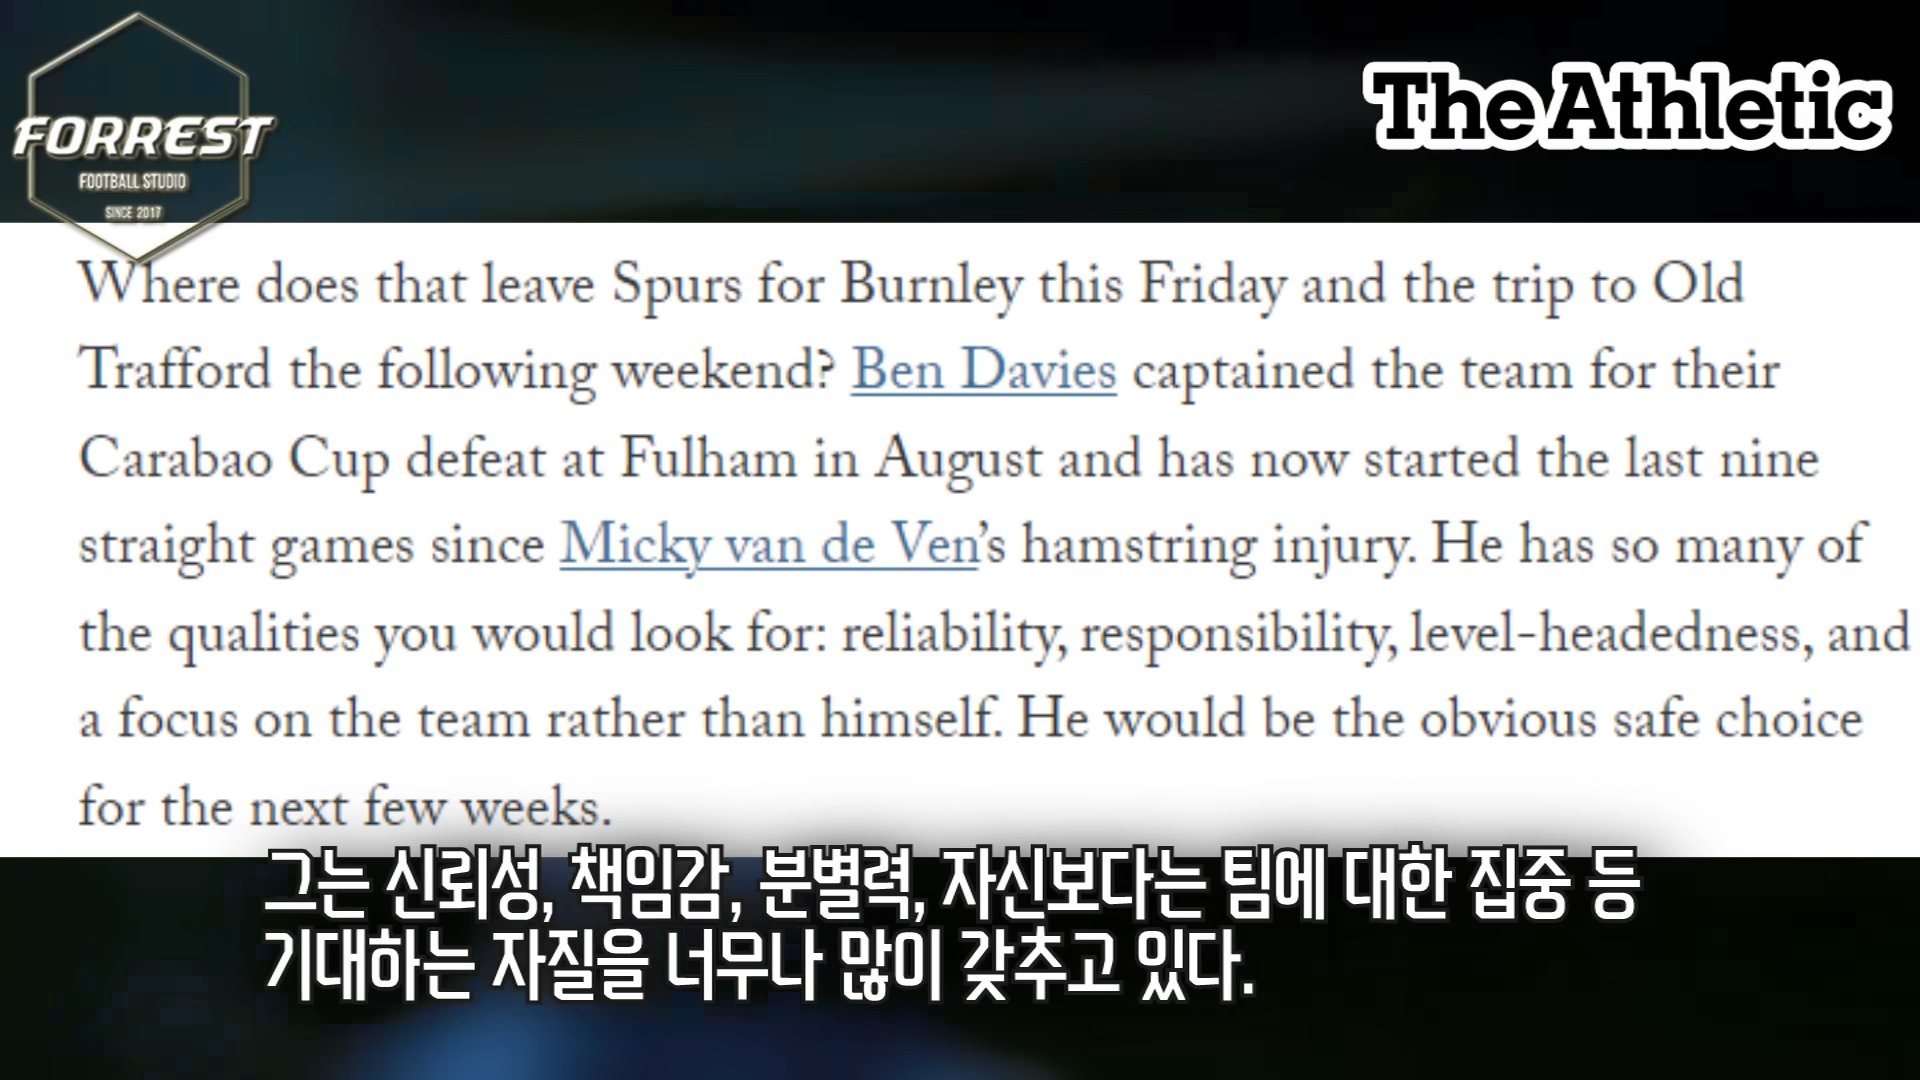 FORREST
FOOTBALL STUDIO
SINCE 2017
The Athletic
Where does that leave Spurs for Burnley this Friday and the trip to Old
Trafford the following weekend? Ben Davies captained the team for their
Carabao Cup defeat at Fulham in August and has now started the last nine
straight games since Micky van de Ven’s hamstring injury. He has so many of
the qualities you would look for: reliability, responsibility, level-headedness, and
a focus on the team rather than himself. He would be the obvious safe choice
for the next few weeks.
그는 신뢰성, 책임감, 분별력, 자신보다는 팀에 대한 집중 등
기대하는 자질을 너무나 많이 갖추고 있다.